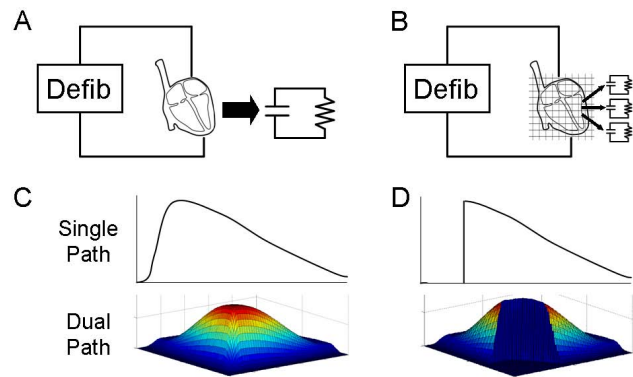 A
B
Defib
Defib
C
D
Single
Path
Dual
Path